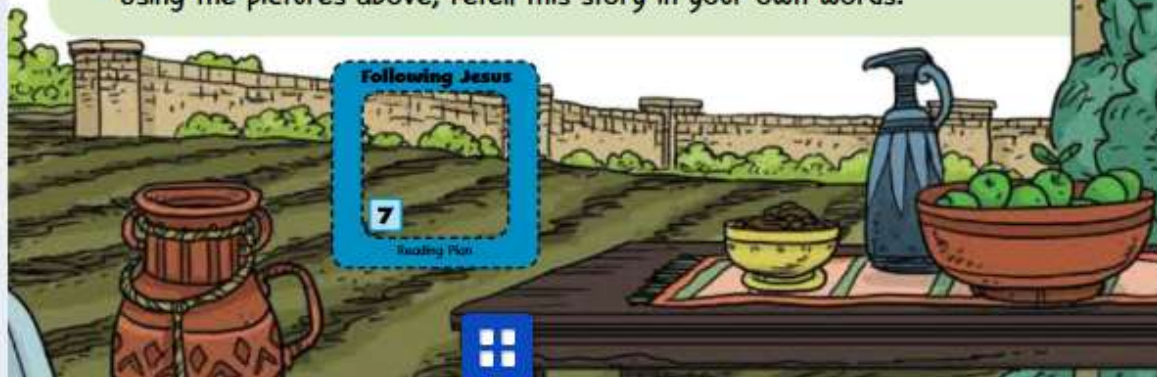 Using the pictures above, retell this story in your own words.
Following Jesus
7
Reading Plan